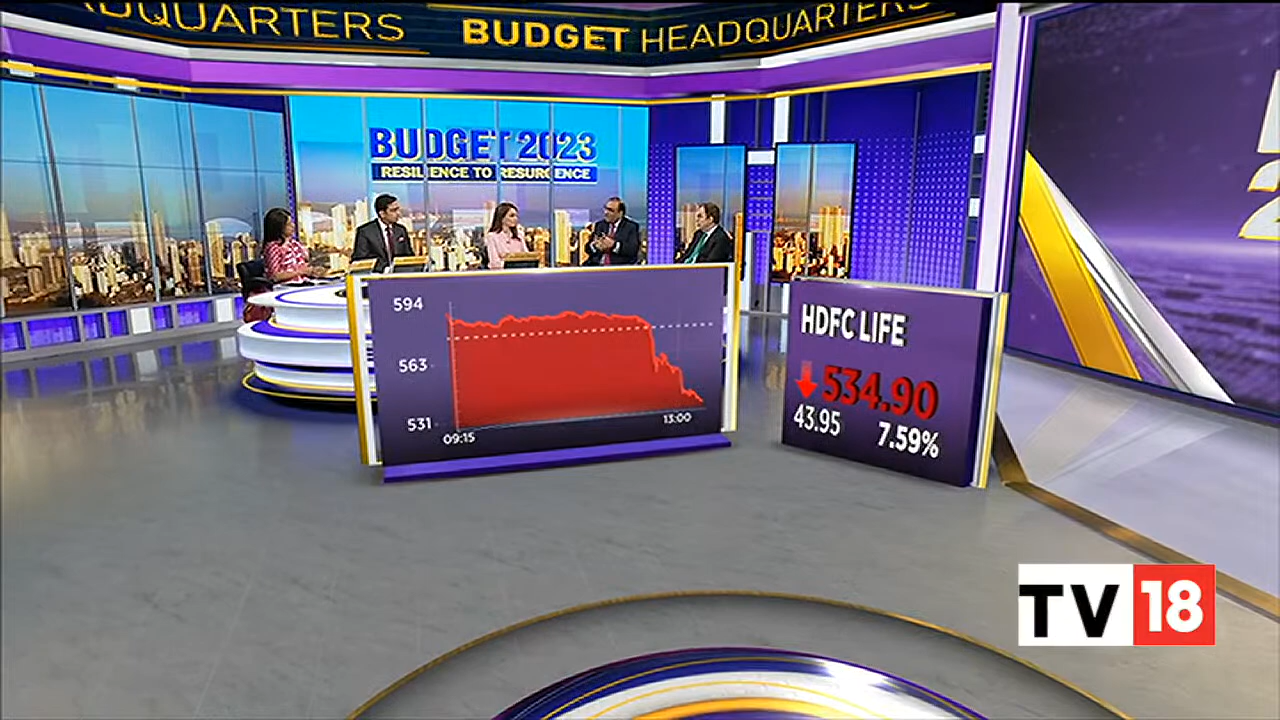 QUARTERS
BUDGET HEADQUARTERS
BUDGET 2023
RESILIENCE TO RESURGENCE
594
563
531
09:15
13:00
HDFC LIFE
534.90
43.95
7.59%
TV18